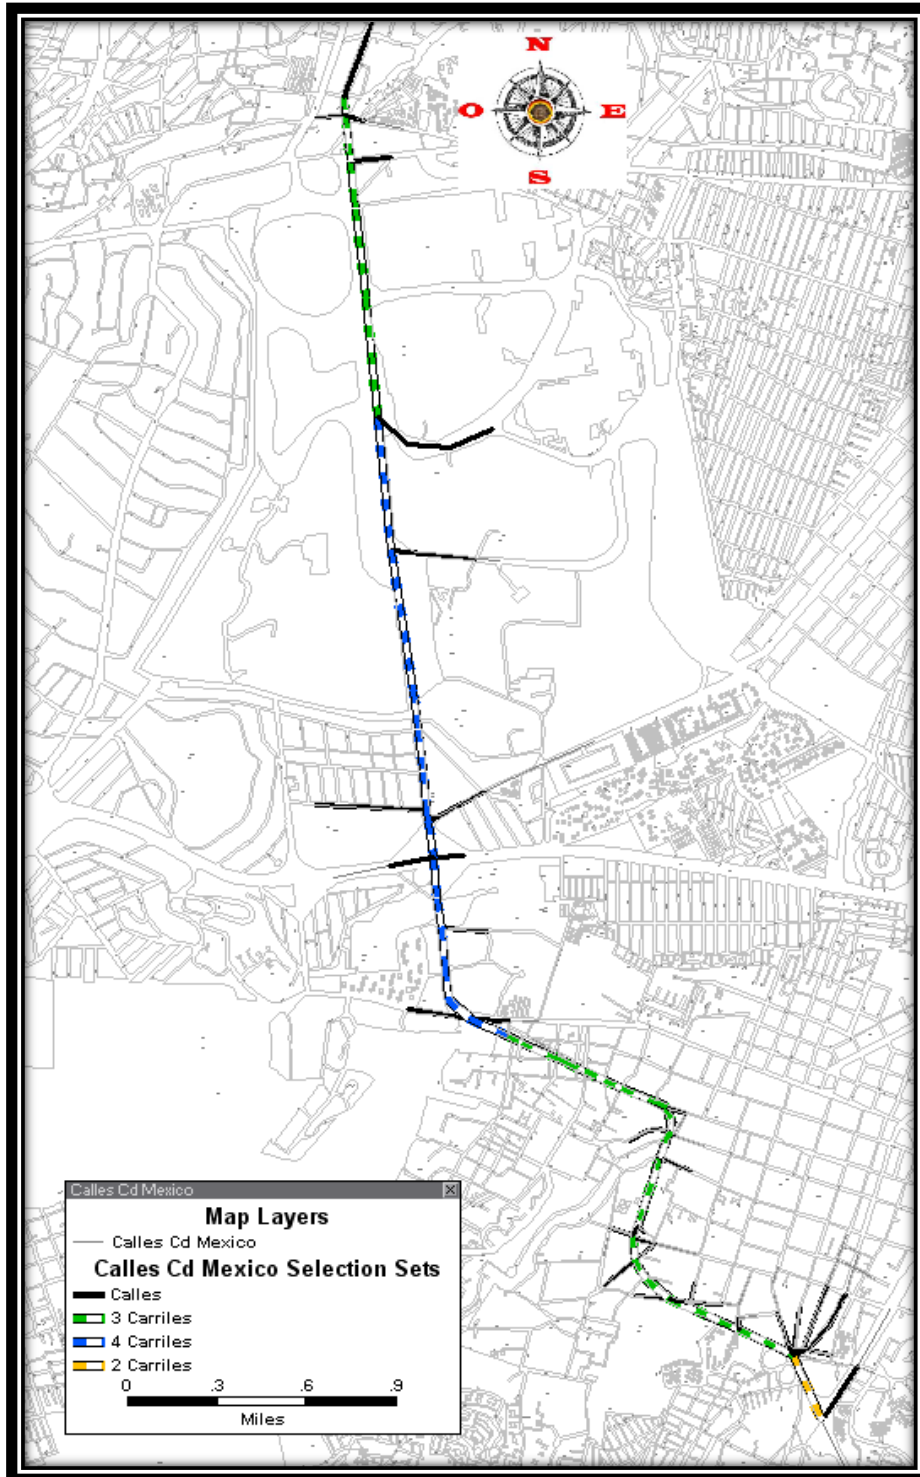 N
O E
S
Calles Cd Mexico
Map Layers
Calles Cd Mexico
Calles Cd Mexico Selection Sets
Calles
3 Carriles
4 Carriles
2 Carriles
0 .3 .6 .9
Miles